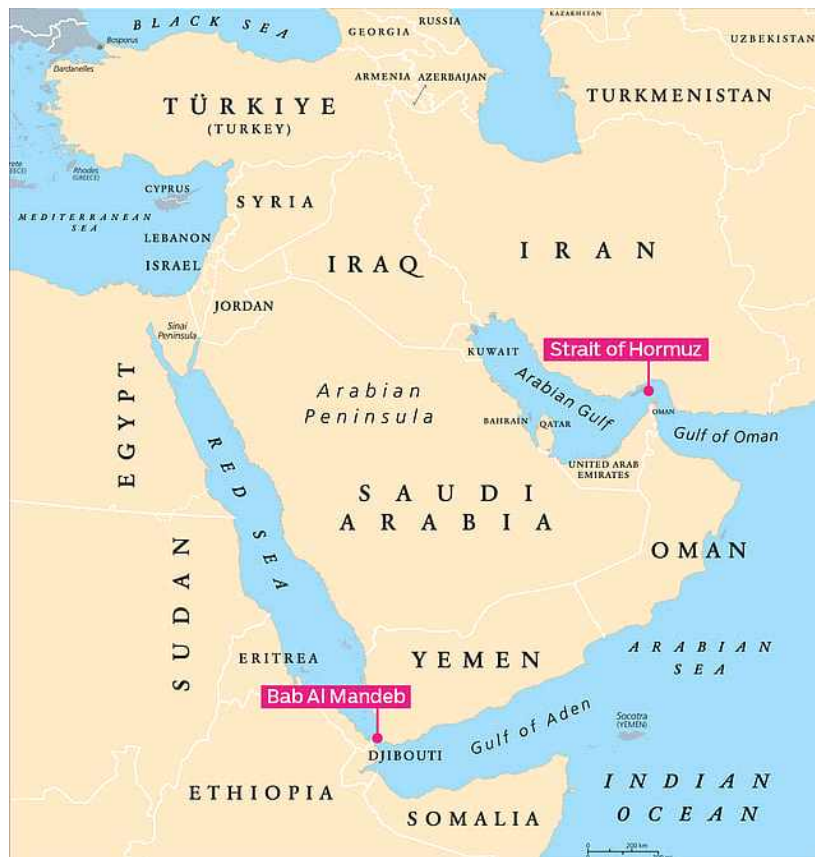 BLACK SEA
RUSSIA
KAZAKHSTAN
GEORGIA
UZBEKISTAN
Bosporus
Dardanelles
ARMENIA
AZERBAIJAN
TÜRKIYE
(TURKEY)
TURKMENISTAN
Rhodes
(GREECE)
CYPRUS
SYRIA
MEDITERRANEAN
SEA
LEBANON
ISRAEL
IRAQ
IRAN
JORDAN
Sinai
Peninsula
KUWAIT
Strait of Hormuz
EGYPT
Arabian
Peninsula
Arabian Gulf
BAHRAIN
QATAR
OMAN
Gulf of Oman
UNITED ARAB
EMIRATES
RED SEA
SAUDI
ARABIA
OMAN
SUDAN
ERITREA
YEMEN
ARABIAN
SEA
Bab Al Mandeb
Gulf of Aden
Socotra
(YEMEN)
DJIBOUTI
ETHIOPIA
SOMALIA
INDIAN
OCEAN
0
200 km